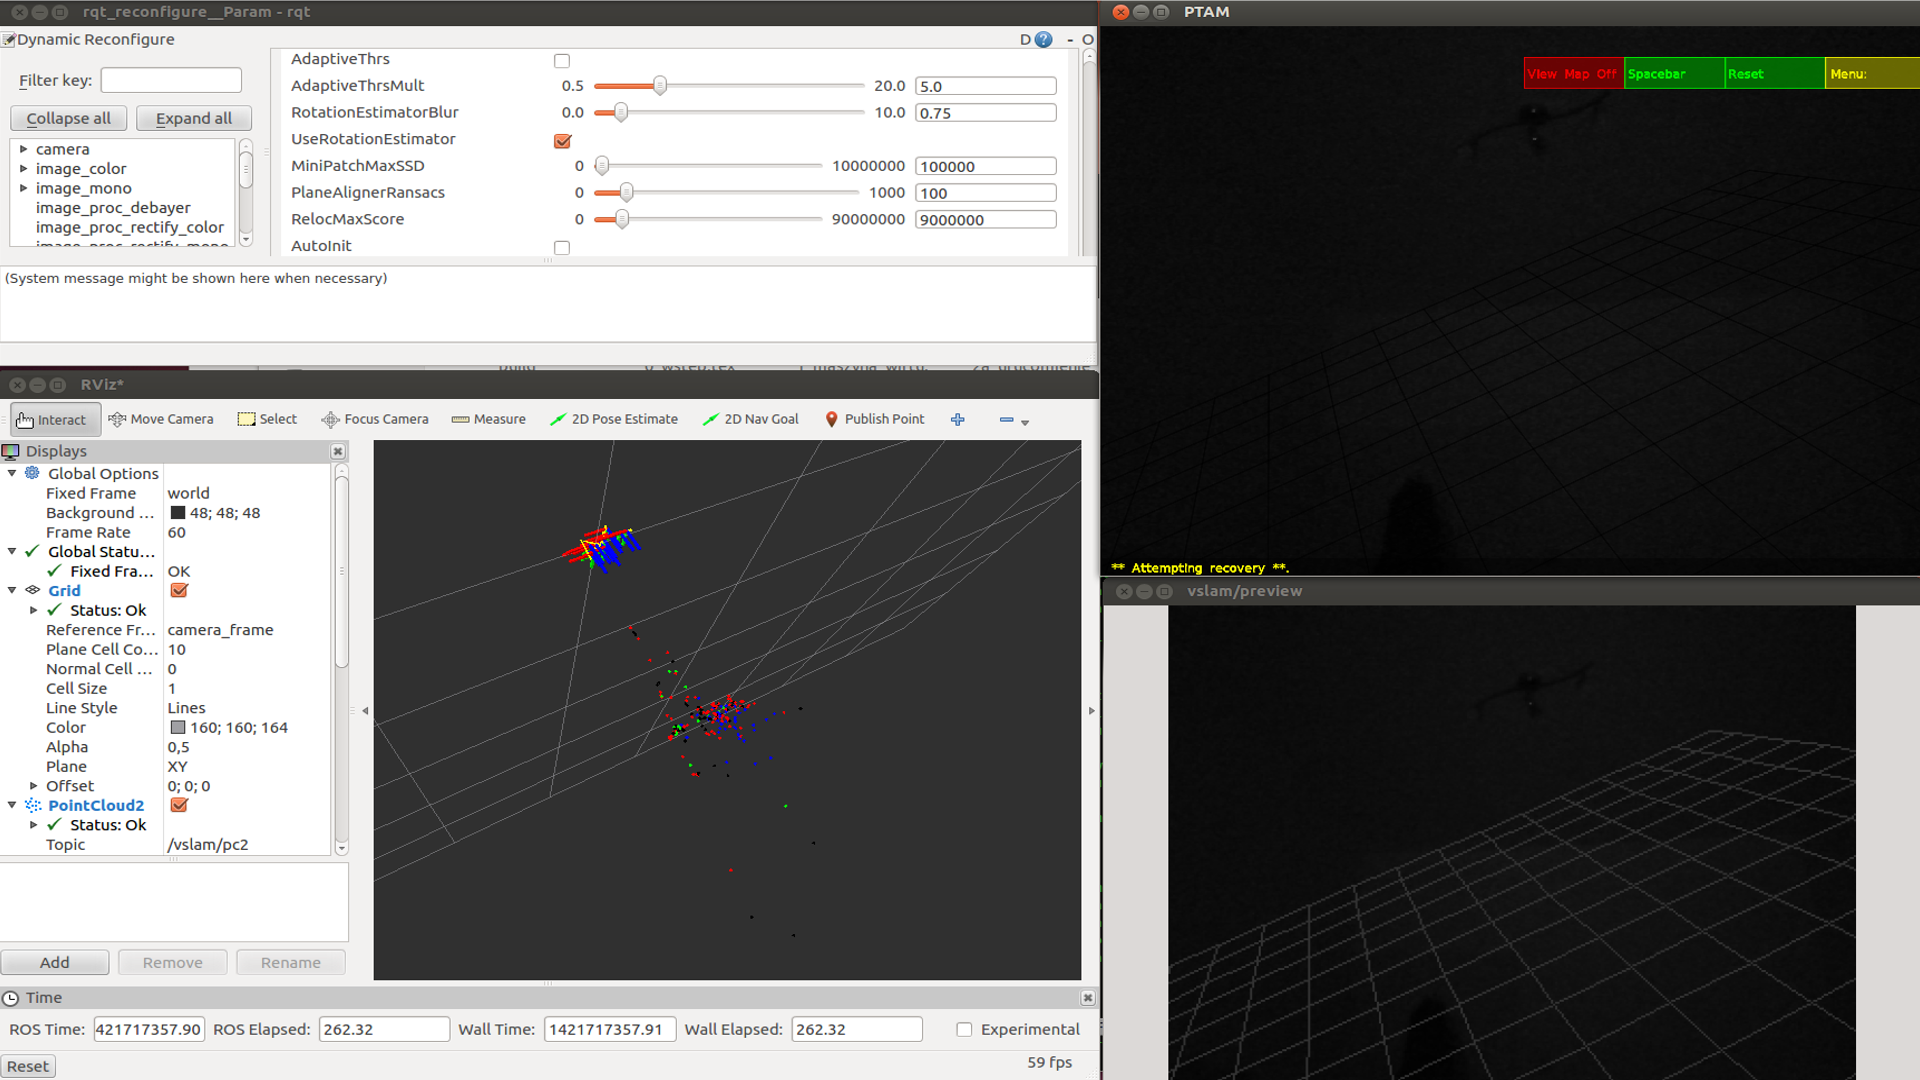 rqt_reconfigure__Param - rqt
Dynamic Reconfigure
D
- O
Filter key:
Collapse all
Expand all
camera
image_color
image_mono
image_proc_debayer
image_proc_rectify_color
image_proc_rectify_mono
AdaptiveThrs
AdaptiveThrsMult 0.5 20.0 5.0
RotationEstimatorBlur 0.0 10.0 0.75
UseRotationEstimator
MiniPatchMaxSSD 0 10000000 100000
PlaneAlignerRansacs 0 1000 100
RelocMaxScore 0 90000000 9000000
AutoInit
(System message might be shown here when necessary)
RViz*
Interact Move Camera Select Focus Camera Measure 2D Pose Estimate 2D Nav Goal Publish Point
Displays
Global Options
Fixed Frame world
Background ... 48; 48; 48
Frame Rate 60
Global Statu...
Fixed Fra... OK
Grid
Status: Ok
Reference Fr... camera_frame
Plane Cell Co... 10
Normal Cell ... 0
Cell Size 1
Line Style Lines
Color 160; 160; 164
Alpha 0,5
Plane XY
Offset 0; 0; 0
PointCloud2
Status: Ok
Topic /vslam/pc2
Add Remove Rename
Time
ROS Time: 421717357.90 ROS Elapsed: 262.32 Wall Time: 1421717357.91 Wall Elapsed: 262.32 Experimental
Reset
59 fps
PTAM
View Map Off Spacebar Reset Menu:
** Attempting recovery **.
vslam/preview